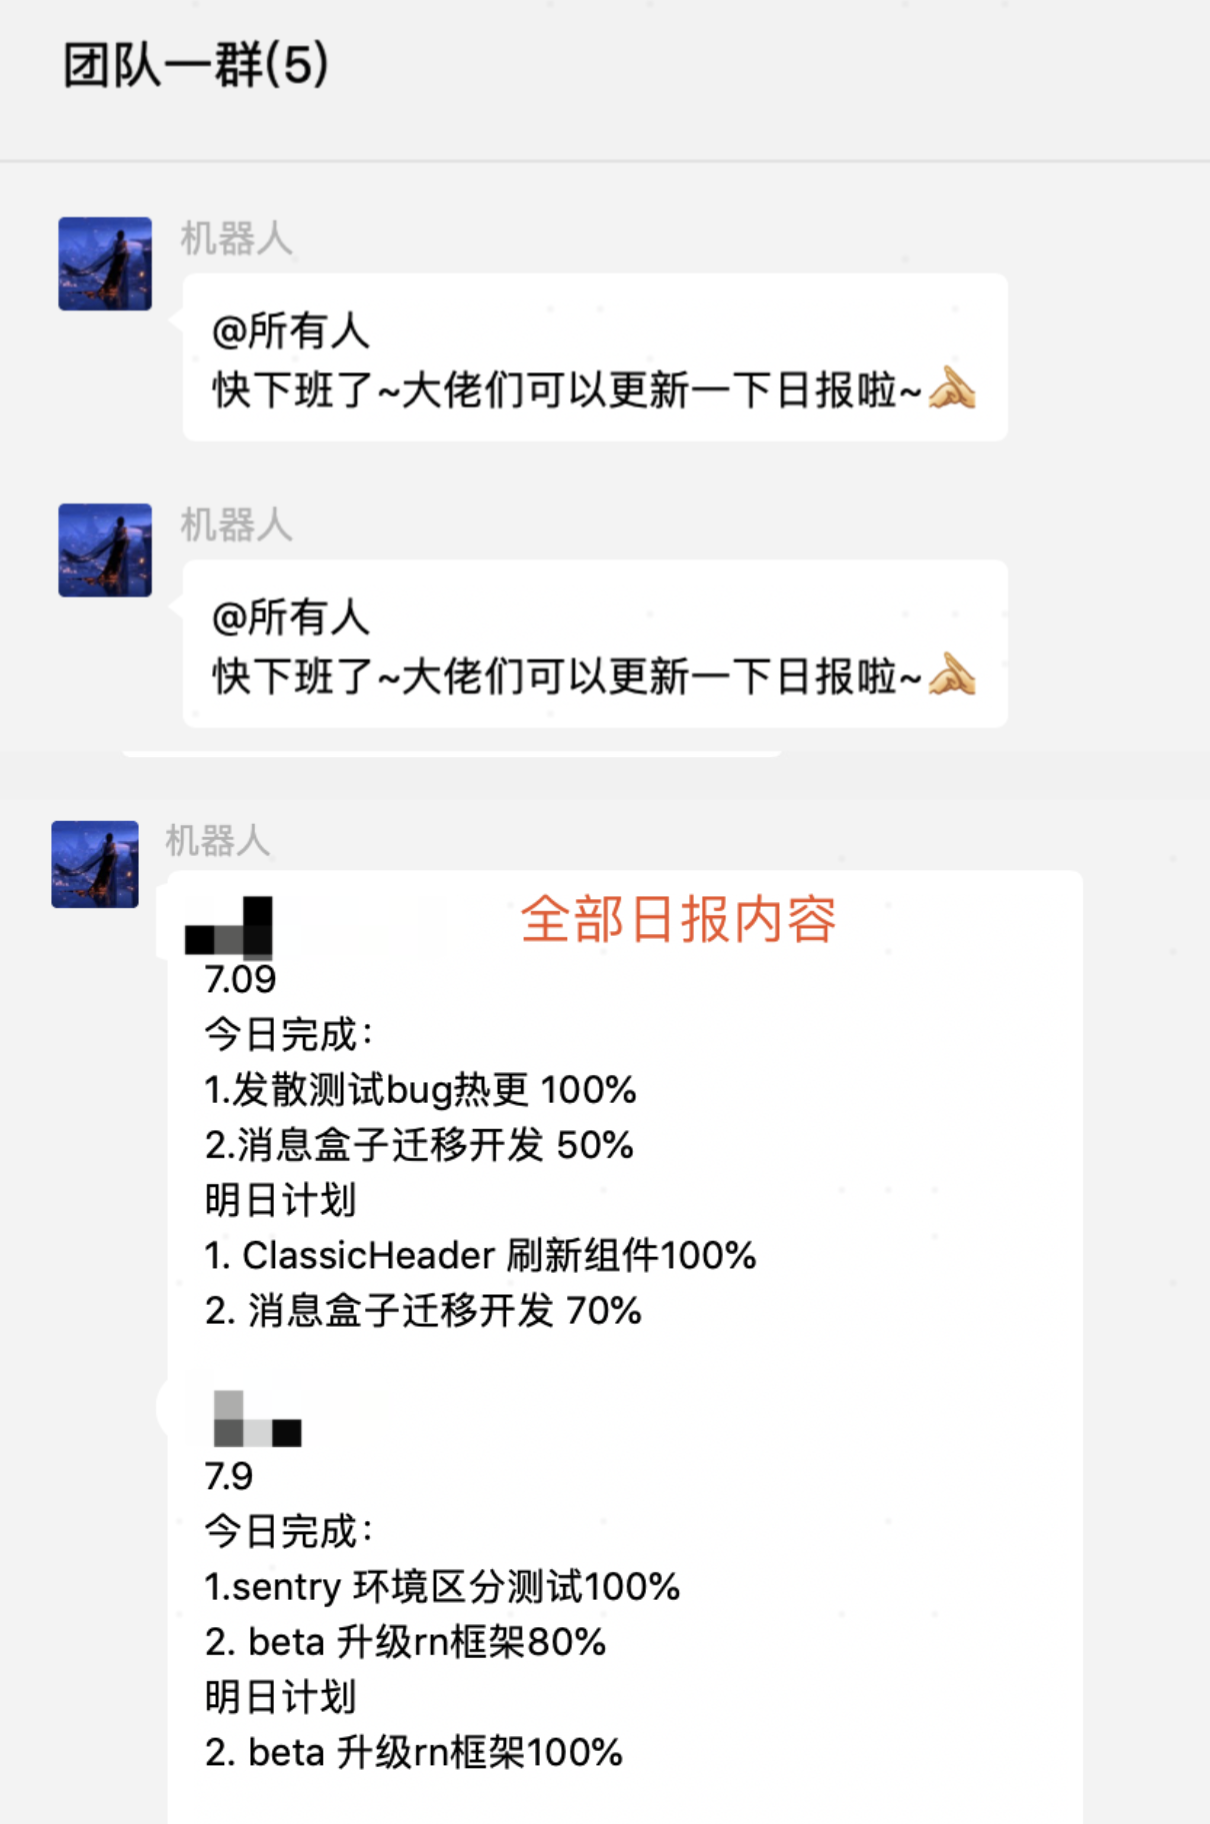 团队一群(5)
机器人
@所有人
快下班了~大佬们可以更新一下日报啦~
机器人
@所有人
快下班了~大佬们可以更新一下日报啦~
机器人
全部日报内容
7.09
今日完成：
1.发散测试bug热更 100%
2.消息盒子迁移开发 50%
明日计划
1. ClassicHeader 刷新组件100%
2. 消息盒子迁移开发 70%
7.9
今日完成：
1.sentry 环境区分测试100%
2. beta 升级rn框架80%
明日计划
2. beta 升级rn框架100%